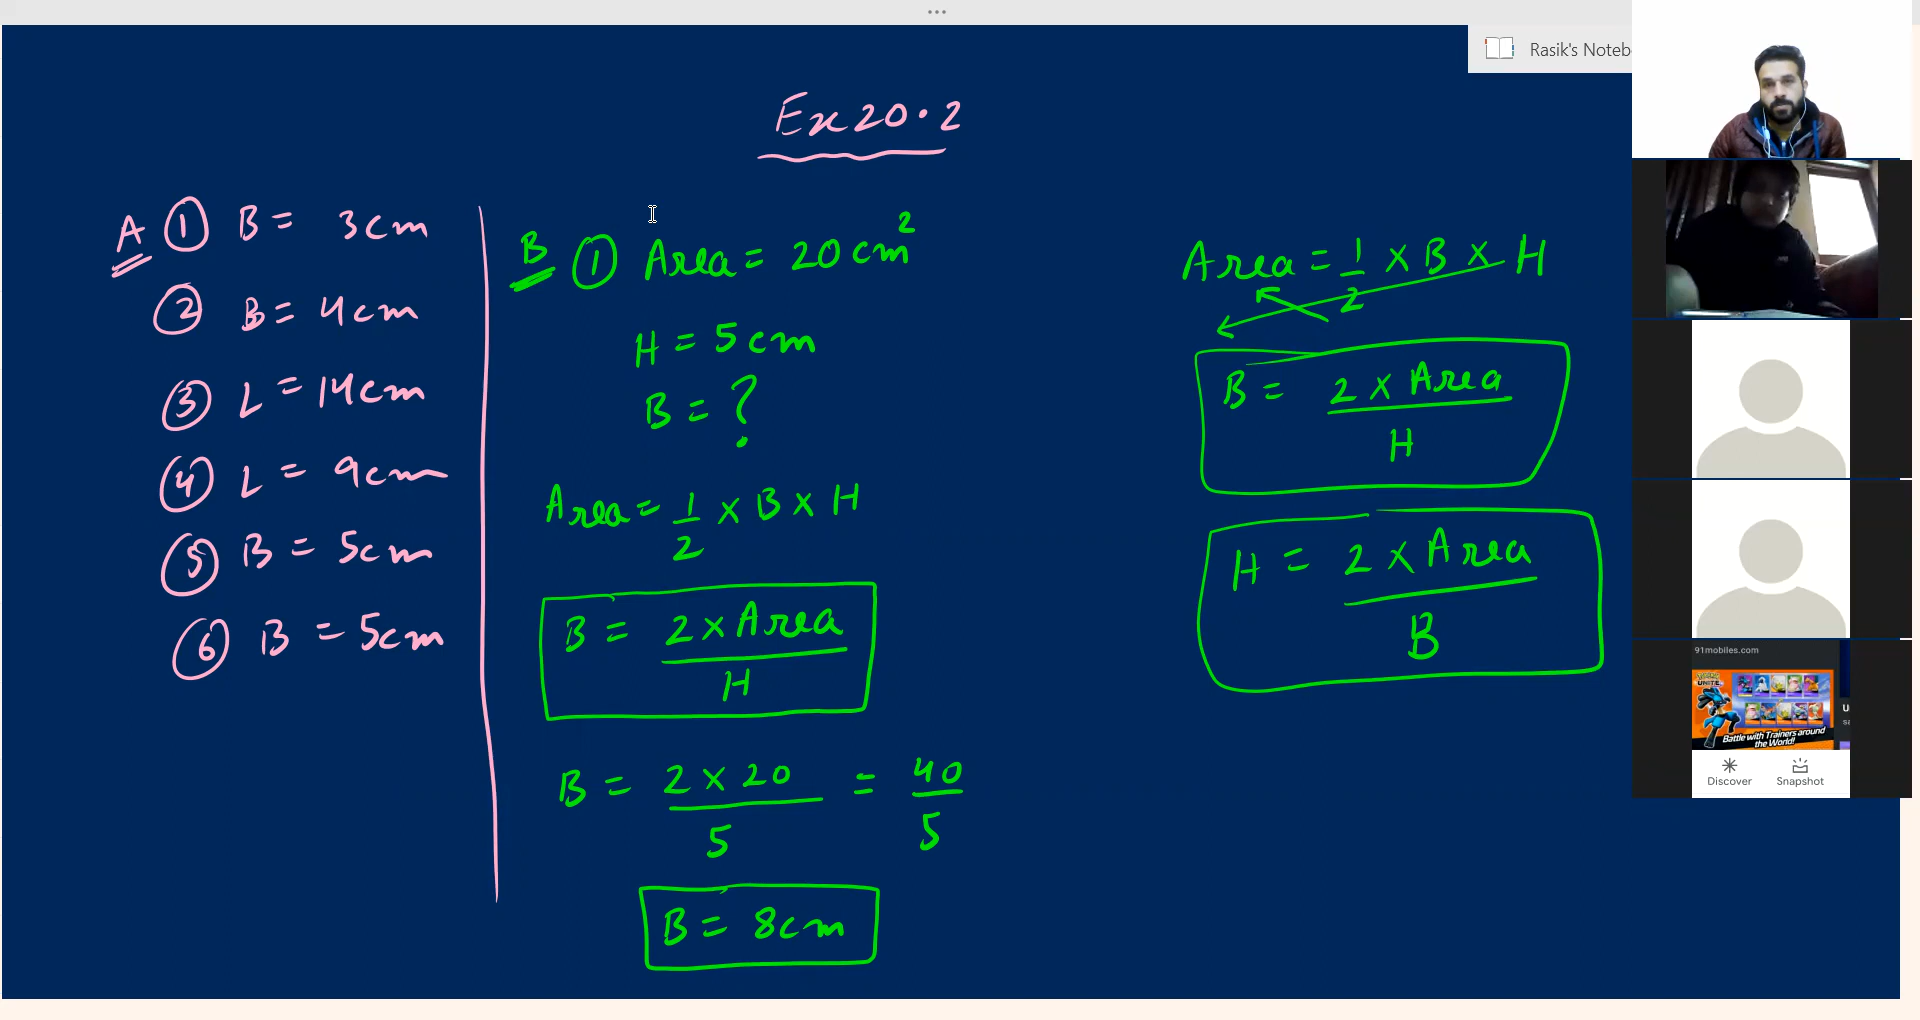 Rasik's Noteb
Ex 20.2
A ① B = 3cm
② B = 4cm
③ L = 14cm
④ L = 9cm
⑤ B = 5cm
⑥ B = 5cm
B ① Area = 20cm²
H = 5cm
B = ?
Area = 1/2 × B × H
B = 2 × Area / H
B = 2 × 20 / 5 = 40 / 5
B = 8cm
Area = 1/2 × B × H
B = 2 × Area / H
H = 2 × Area / B
91mobiles.com
UNITE
Battle with Trainers around
the World!
Discover Snapshot